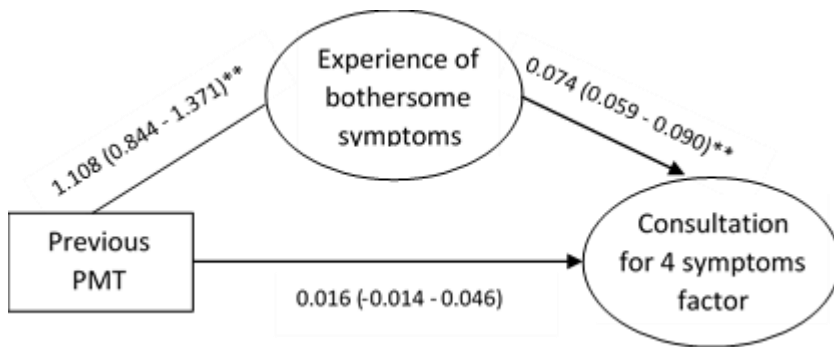 1.108 (0.844 - 1.371)**
Experience of
bothersome
symptoms
0.074 (0.059 - 0.090)**
Previous
PMT
0.016 (-0.014 - 0.046)
Consultation
for 4 symptoms
factor